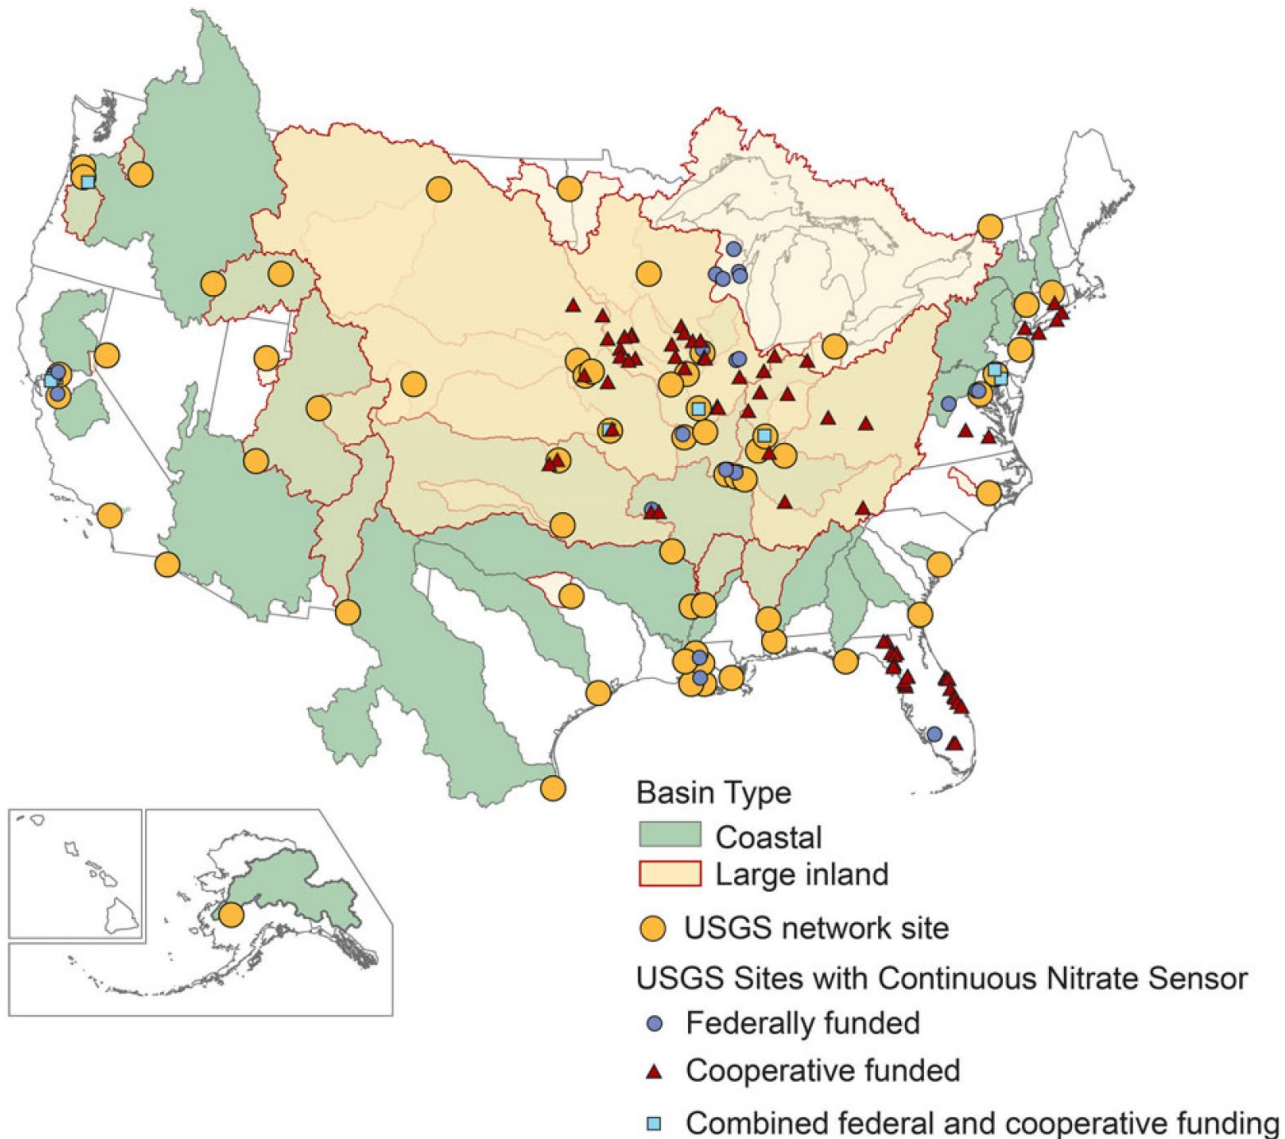 Basin Type
Coastal
Large inland
USGS network site
USGS Sites with Continuous Nitrate Sensor
Federally funded
Cooperative funded
Combined federal and cooperative funding